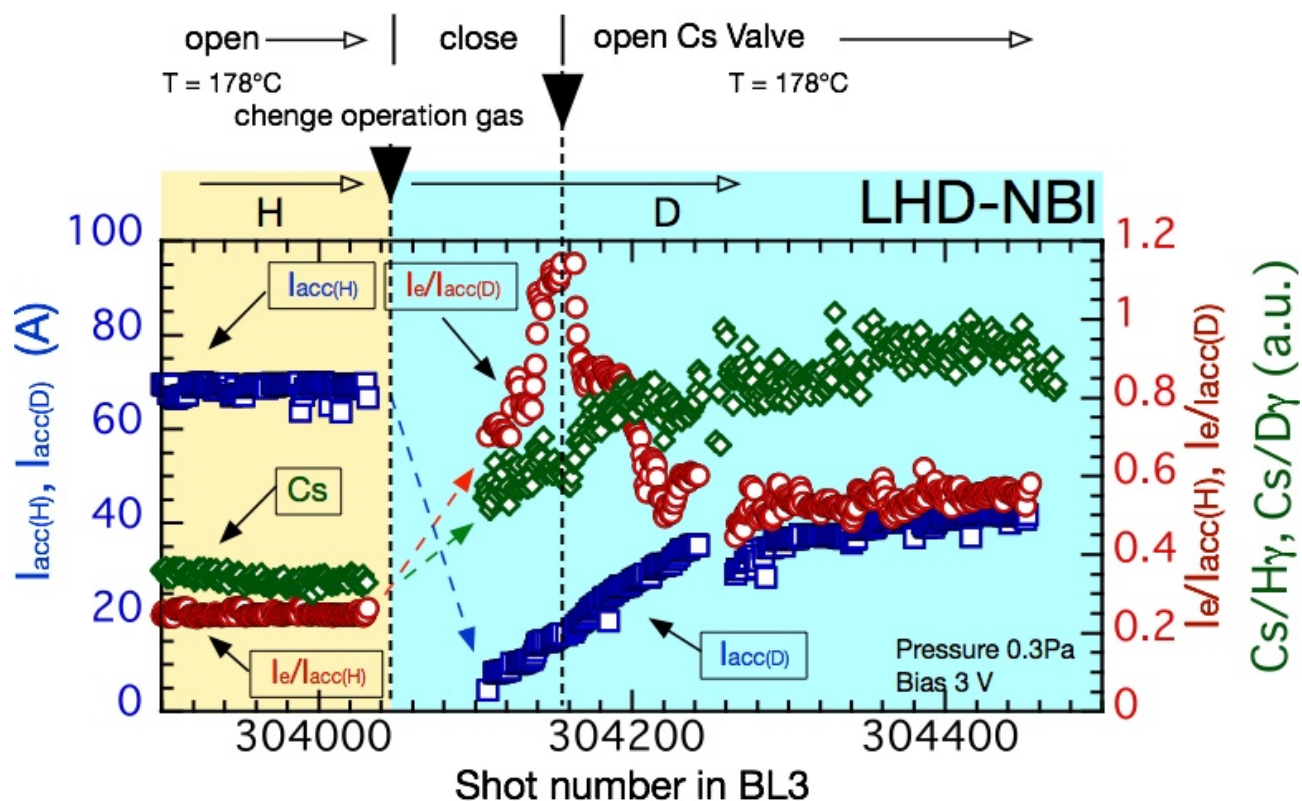 open close open Cs Valve
T = 178°C T = 178°C
chenge operation gas
H D LHD-NBI
100 1.2
80 1
60 0.8
40 0.6
20 0.4
0 0.2
0
Iacc(H) Ie/Iacc(D)
Cs
Ie/Iacc(H) Iacc(D)
Pressure 0.3Pa
Bias 3 V
304000 304200 304400
Shot number in BL3
Iacc(H), Iacc(D) (A)
Ie/Iacc(H), Ie/Iacc(D)
Cs/Hγ, Cs/Dγ (a.u.)